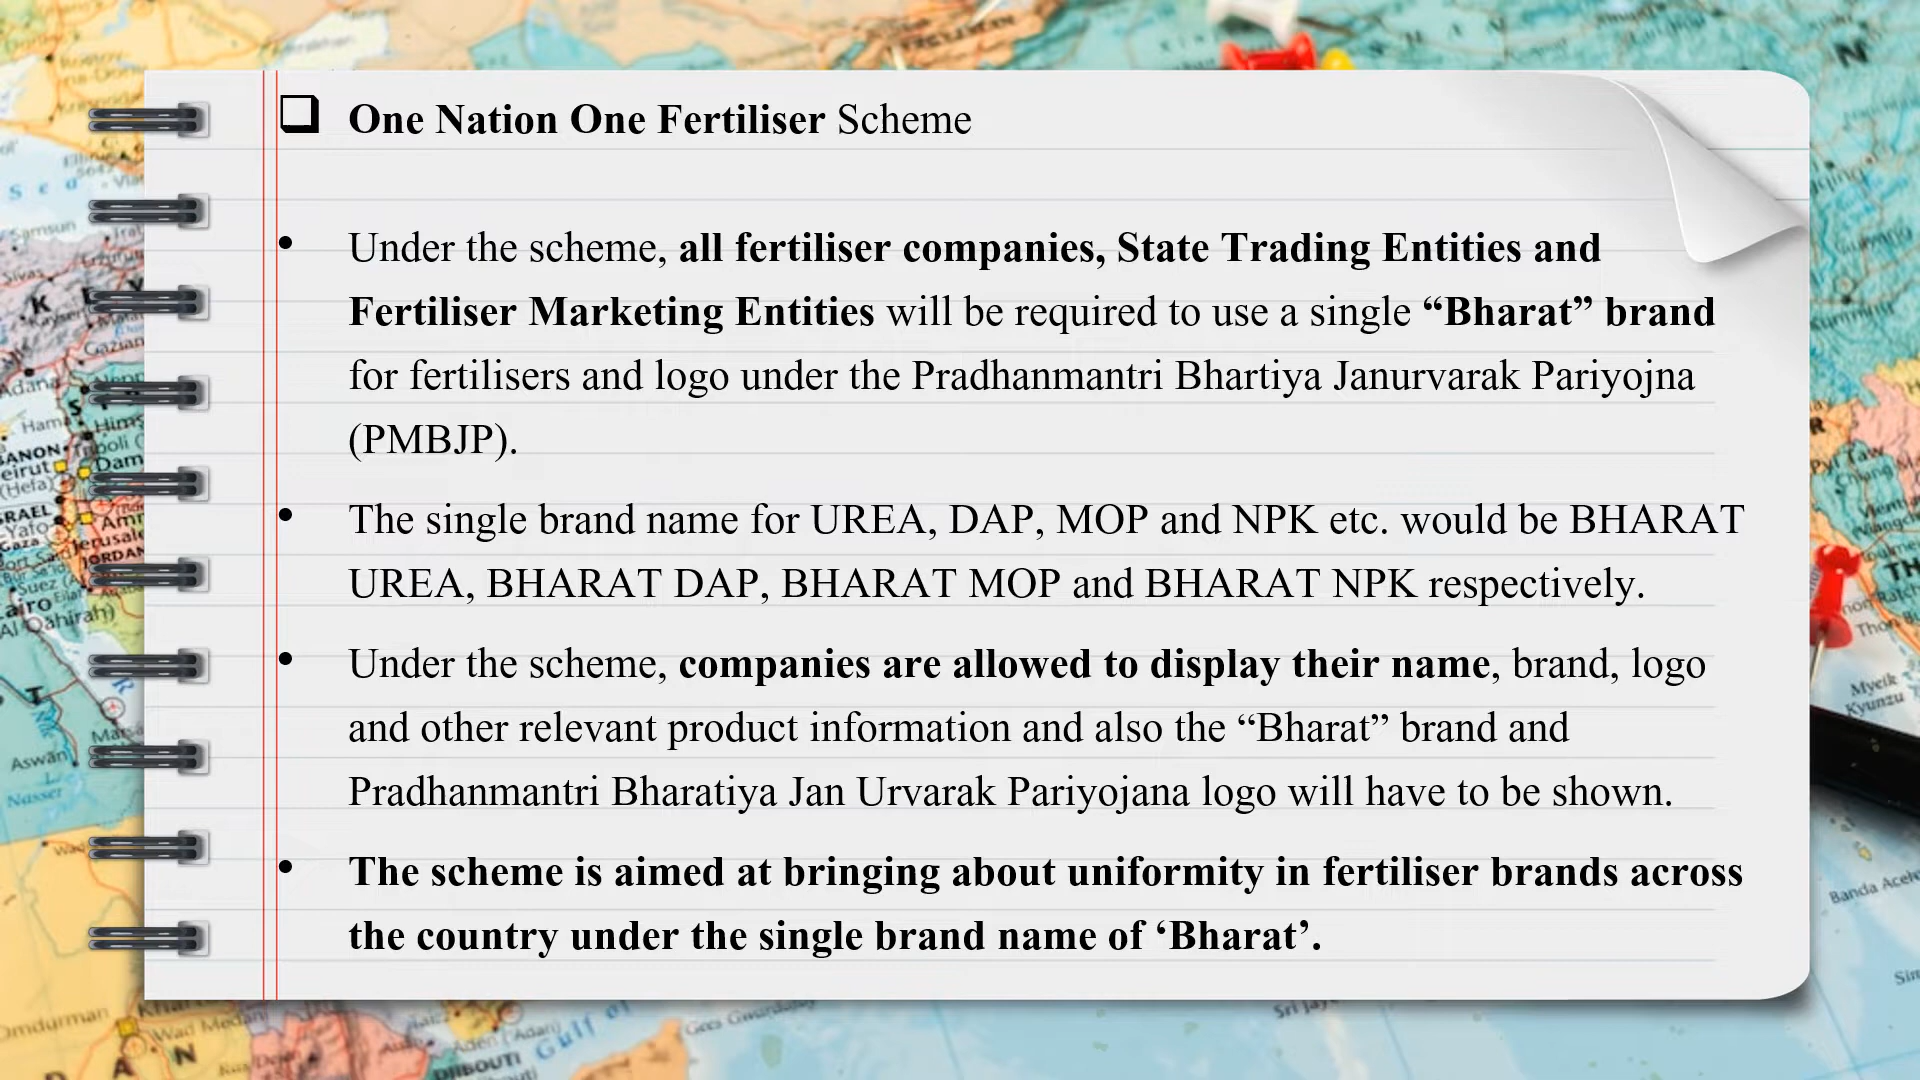 ❑ One Nation One Fertiliser Scheme
• Under the scheme, all fertiliser companies, State Trading Entities and
Fertiliser Marketing Entities will be required to use a single “Bharat” brand
for fertilisers and logo under the Pradhanmantri Bhartiya Janurvarak Pariyojna
(PMBJP).
• The single brand name for UREA, DAP, MOP and NPK etc. would be BHARAT
UREA, BHARAT DAP, BHARAT MOP and BHARAT NPK respectively.
• Under the scheme, companies are allowed to display their name, brand, logo
and other relevant product information and also the “Bharat” brand and
Pradhanmantri Bharatiya Jan Urvarak Pariyojana logo will have to be shown.
• The scheme is aimed at bringing about uniformity in fertiliser brands across
the country under the single brand name of ‘Bharat’.